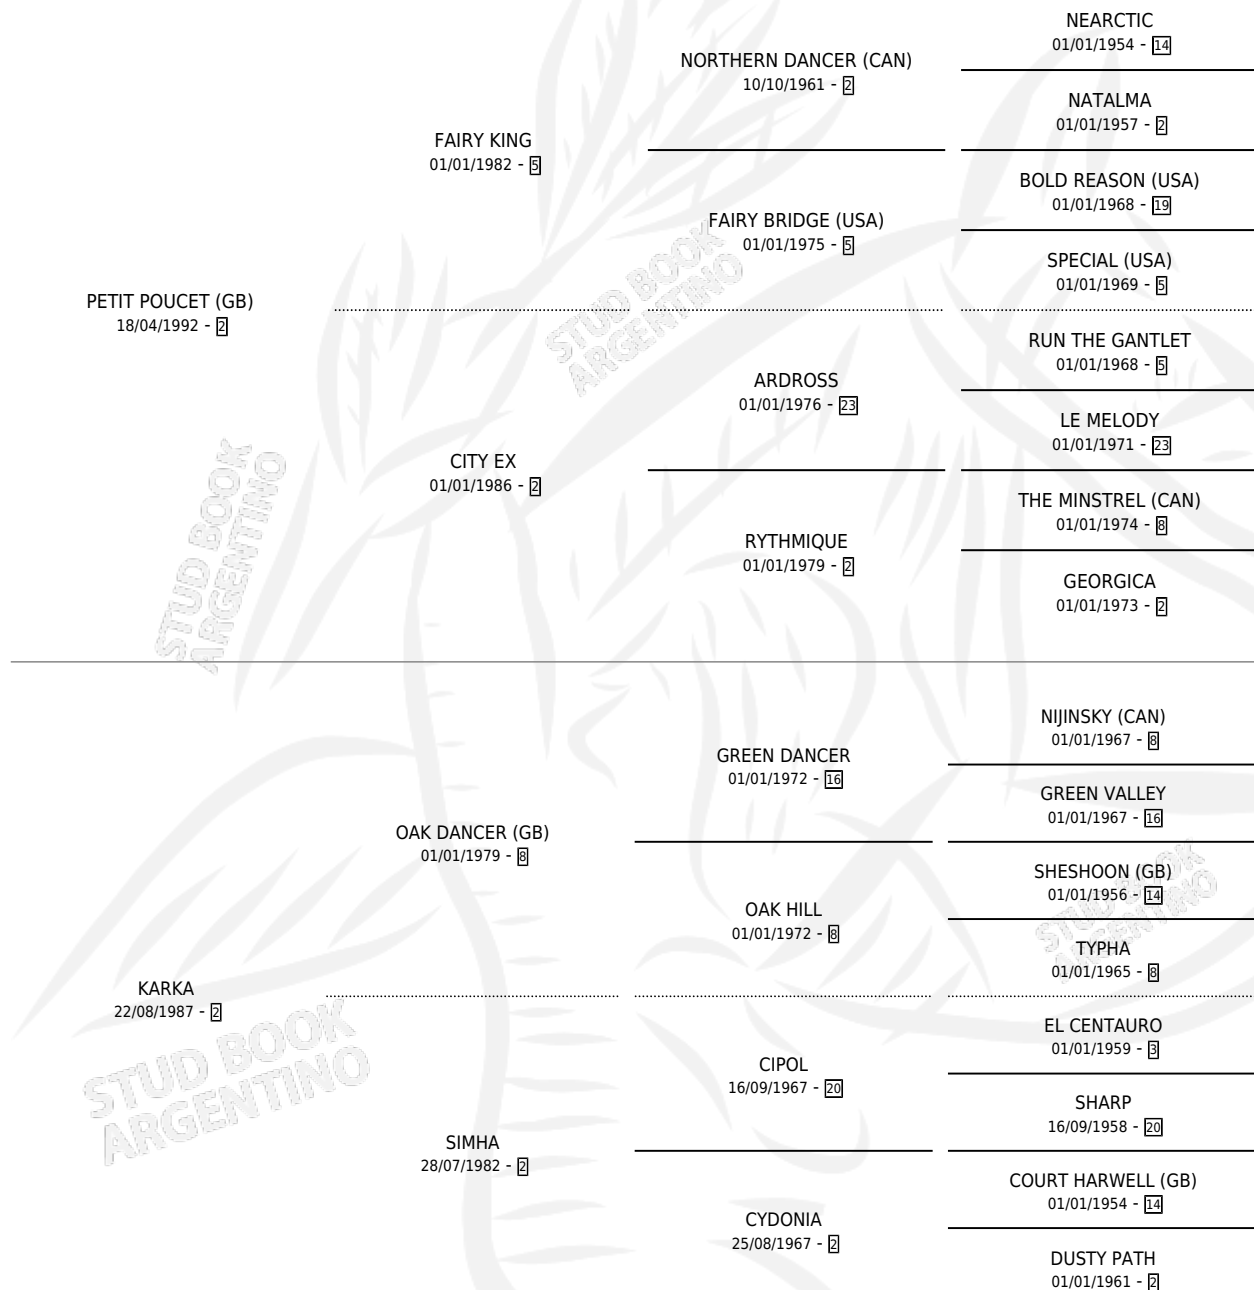 NEARCTIC
01/01/1954 - 14
NORTHERN DANCER (CAN)
10/10/1961 - 2
NATALMA
01/01/1957 - 2
FAIRY KING
01/01/1982 - 5
BOLD REASON (USA)
01/01/1968 - 19
FAIRY BRIDGE (USA)
01/01/1975 - 5
SPECIAL (USA)
01/01/1969 - 5
STUD BOOK
ARGENTINO
PETIT POUCET (GB)
18/04/1992 - 2
RUN THE GANTLET
01/01/1968 - 5
ARDROSS
01/01/1976 - 23
LE MELODY
01/01/1971 - 23
CITY EX
01/01/1986 - 2
THE MINSTREL (CAN)
01/01/1974 - 8
RYTHMIQUE
01/01/1979 - 2
GEORGICA
01/01/1973 - 2
STUD BOOK
ARGENTINO
NIJINSKY (CAN)
01/01/1967 - 8
GREEN DANCER
01/01/1972 - 16
GREEN VALLEY
01/01/1967 - 16
OAK DANCER (GB)
01/01/1979 - 8
SHESHOON (GB)
01/01/1956 - 14
OAK HILL
01/01/1972 - 8
STUD BOOK
ARGENTINO
TYPHA
01/01/1965 - 8
KARKA
22/08/1987 - 2
EL CENTAURO
01/01/1959 - 3
CIPOL
16/09/1967 - 20
STUD BOOK
ARGENTINO
SHARP
16/09/1958 - 20
SIMHA
28/07/1982 - 2
COURT HARWELL (GB)
01/01/1954 - 14
CYDONIA
25/08/1967 - 2
DUSTY PATH
01/01/1961 - 2